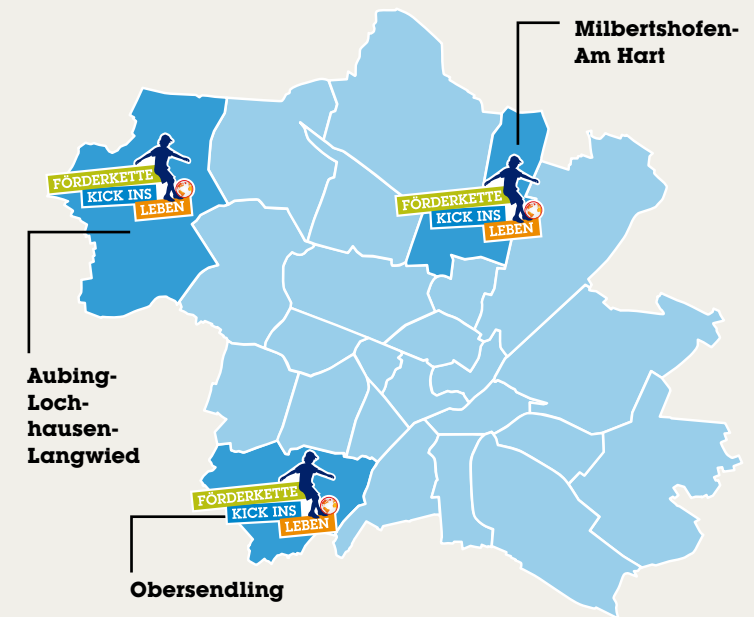 Milbertshofen-
Am Hart
FÖRDERKETTE
KICK INS
LEBEN
FÖRDERKETTE
KICK INS
LEBEN
Aubing-
Loch-
hausen-
Langwied
FÖRDERKETTE
KICK INS
LEBEN
Obersendling